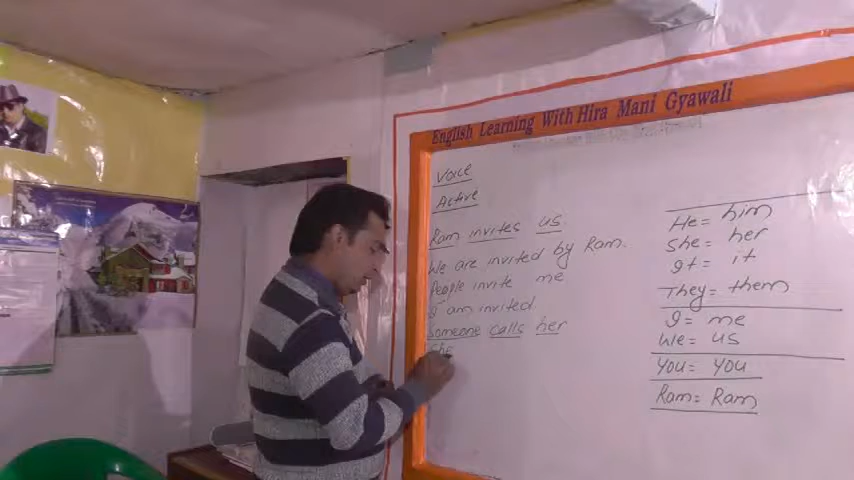 English Learning With Hira Mani Gyawali
Voice
Active
Ram invites us.
We are invited by Ram.
People invite me
I am invited.
Someone calls her
She
He = him
She = her
It = it
They = them
I = me
We = us
You = You
Ram = Ram